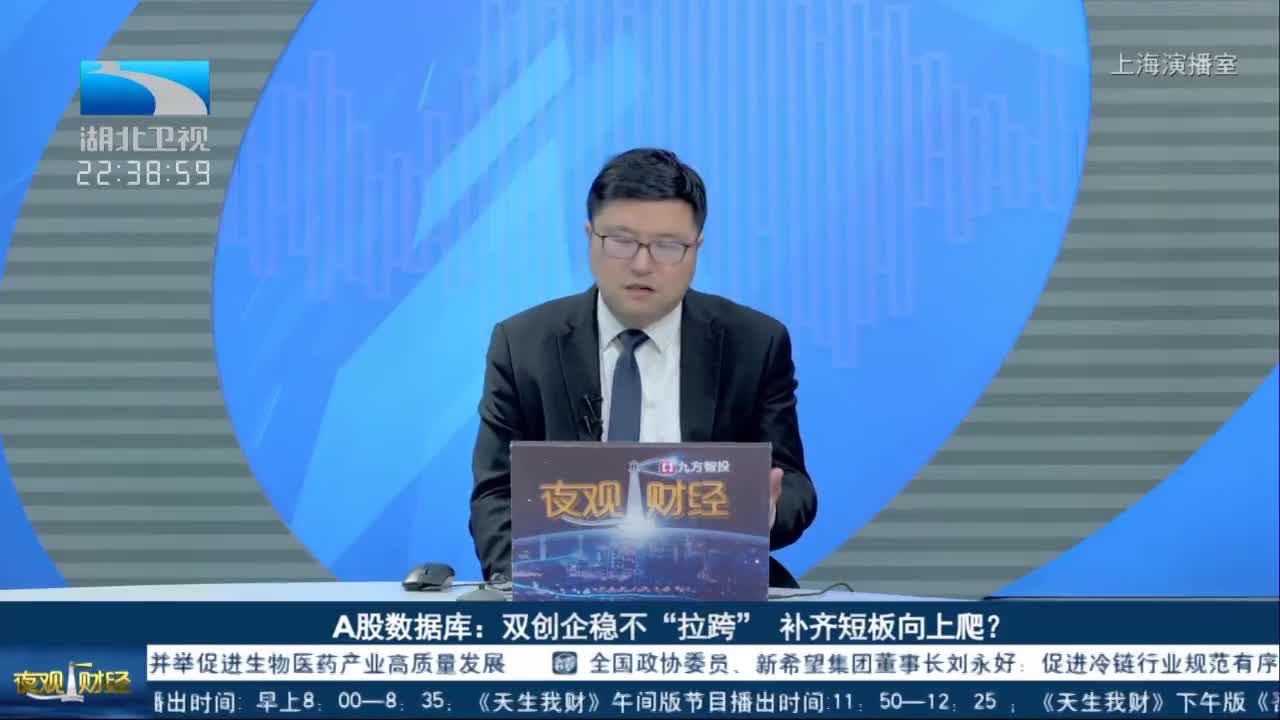 上海演播室
湖北卫视
22:38:59
九方智投
夜观财经
A股数据库：双创企稳不“拉跨” 补齐短板向上爬？
并举促进生物医药产业高质量发展 全国政协委员、新希望集团董事长刘永好：促进冷链行业规范有序
夜观财经
播出时间：早上8：00—8：35；《天生我财》午间版节目播出时间:11：50—12：25 ；《天生我财》下午版《